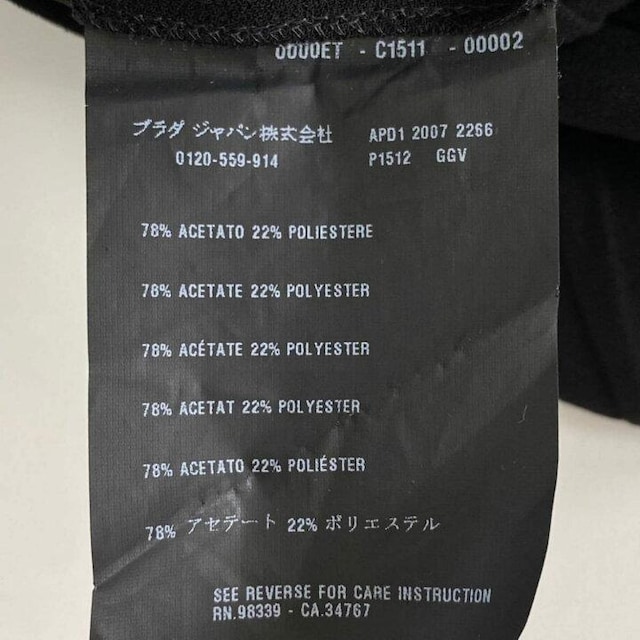 0000ET - C1511 - 00002
プラダ ジャパン株式会社 APD1 2007 2266
0120-559-914 P1512 GGV
78% ACETATO 22% POLIESTERE
78% ACETATE 22% POLYESTER
78% ACÉTATE 22% POLYESTER
78% ACETAT 22% POLYESTER
78% ACETATO 22% POLIÉSTER
78% アセテート 22% ポリエステル
SEE REVERSE FOR CARE INSTRUCTION
RN.98339 - CA.34767